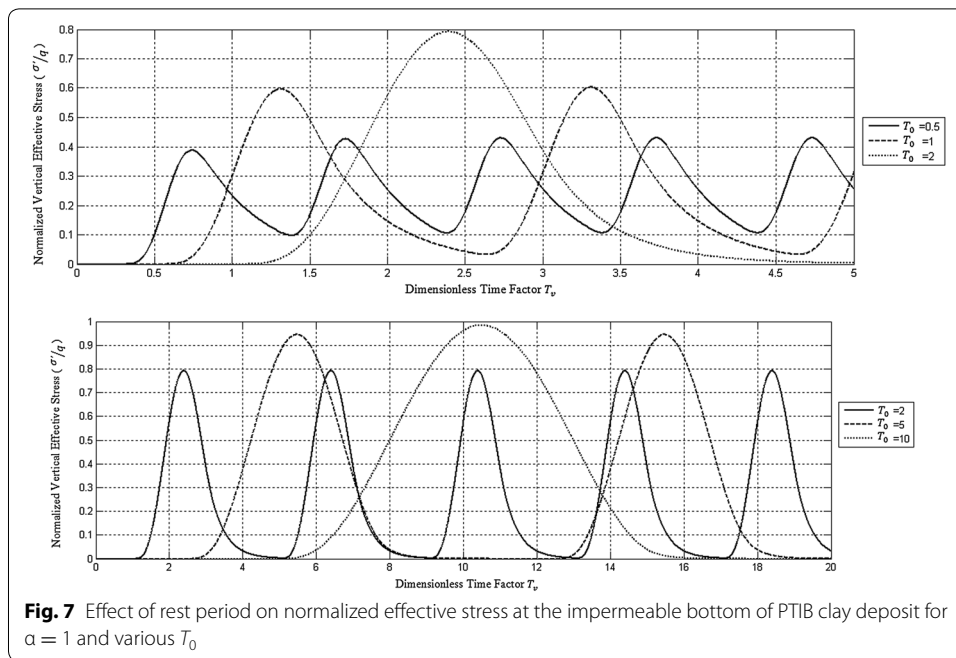 0.8
0.7
0.6
0.5
0.4
0.3
0.2
0.1
0
Normalized Vertical Effective Stress ( σ′/q )
0 0.5 1 1.5 2 2.5 3 3.5 4 4.5 5
Dimensionless Time Factor Tᵥ
T₀ =0.5
T₀ =1
T₀ =2
1
0.9
0.8
0.7
0.6
0.5
0.4
0.3
0.2
0.1
0
Normalized Vertical Effective Stress ( σ′/q )
0 2 4 6 8 10 12 14 16 18 20
Dimensionless Time Factor Tᵥ
T₀ =2
T₀ =5
T₀ =10
Fig. 7 Effect of rest period on normalized effective stress at the impermeable bottom of PTIB clay deposit for
α = 1 and various T₀